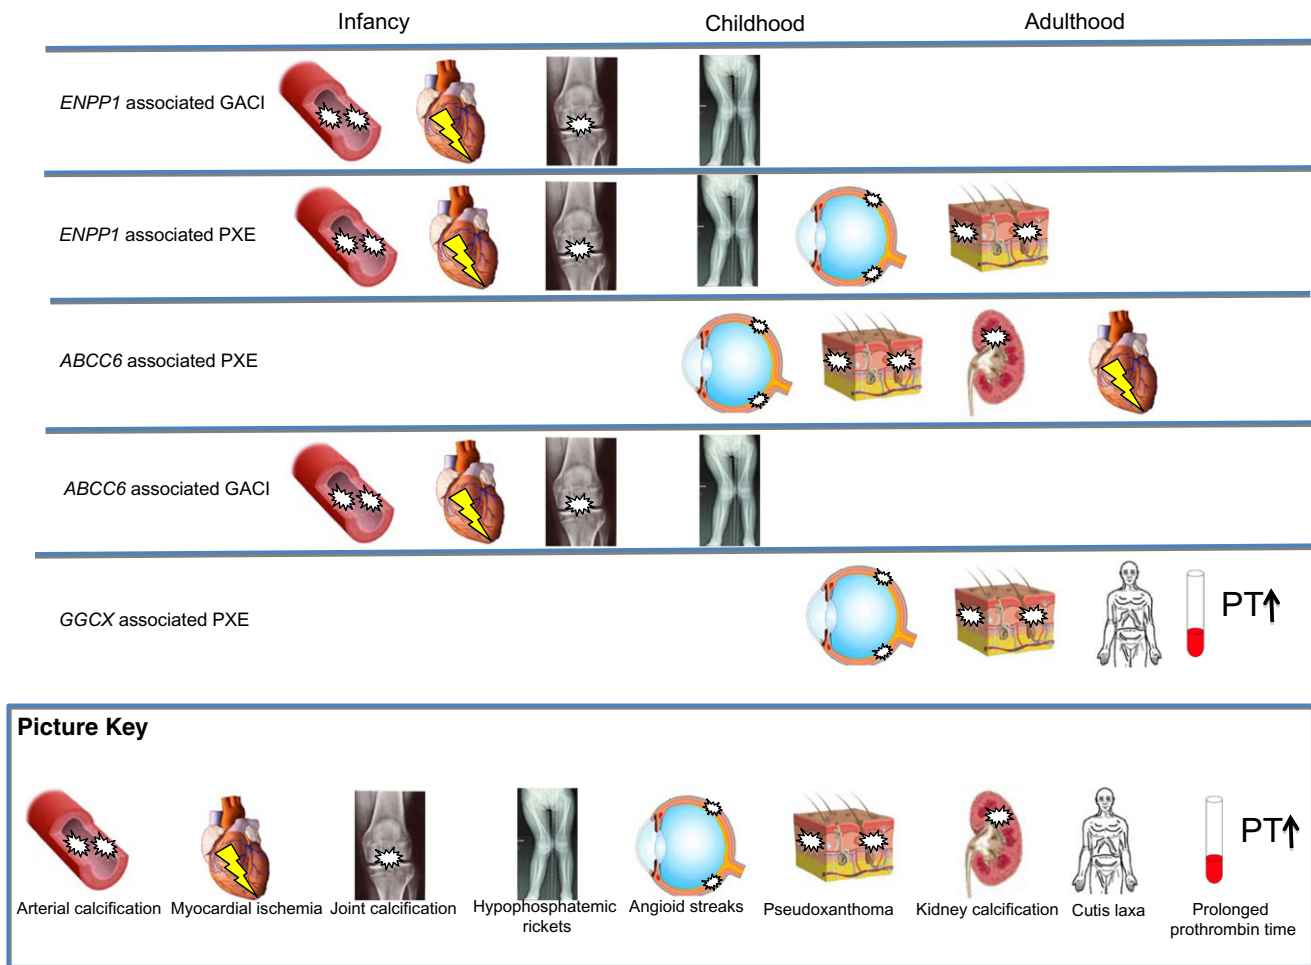 Infancy Childhood Adulthood
ENPP1 associated GACI
ENPP1 associated PXE
ABCC6 associated PXE
ABCC6 associated GACI
GGCX associated PXE
PT↑
Picture Key
PT↑
Arterial calcification Myocardial ischemia Joint calcification Hypophosphatemic rickets Angioid streaks Pseudoxanthoma Kidney calcification Cutis laxa Prolonged prothrombin time